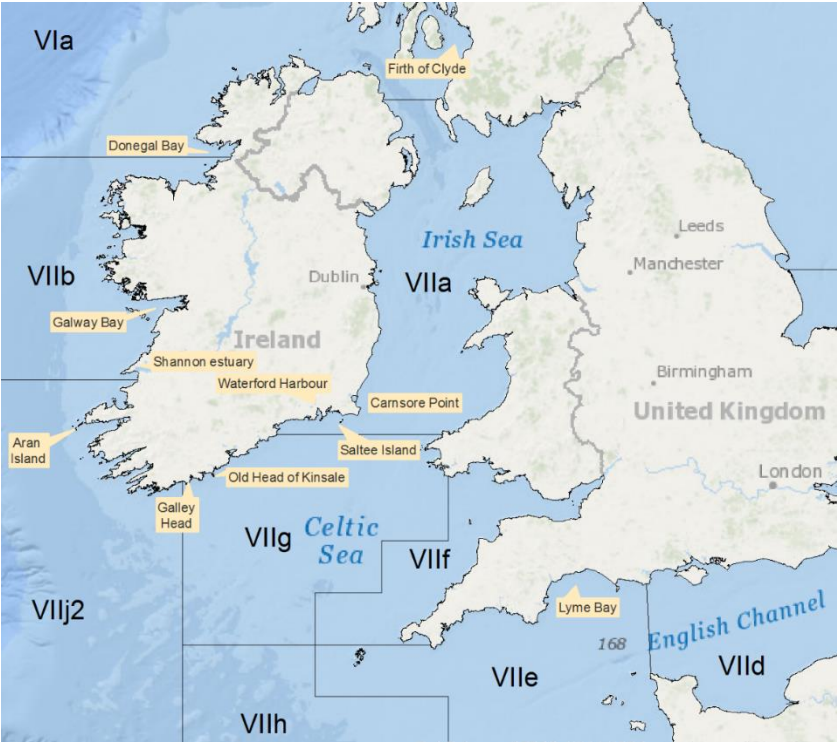 VIa
Firth of Clyde
Donegal Bay
Leeds
Irish Sea
Manchester
VIIb
Dublin
VIIa
Galway Bay
Ireland
Shannon estuary
Birmingham
Waterford Harbour
Carnsore Point
United Kingdom
Aran
Island
Saltee Island
London
Old Head of Kinsale
Galley
Head
VIIg
Celtic
Sea
VIIf
VIIj2
Lyme Bay
English Channel
168
VIId
VIIe
VIIh